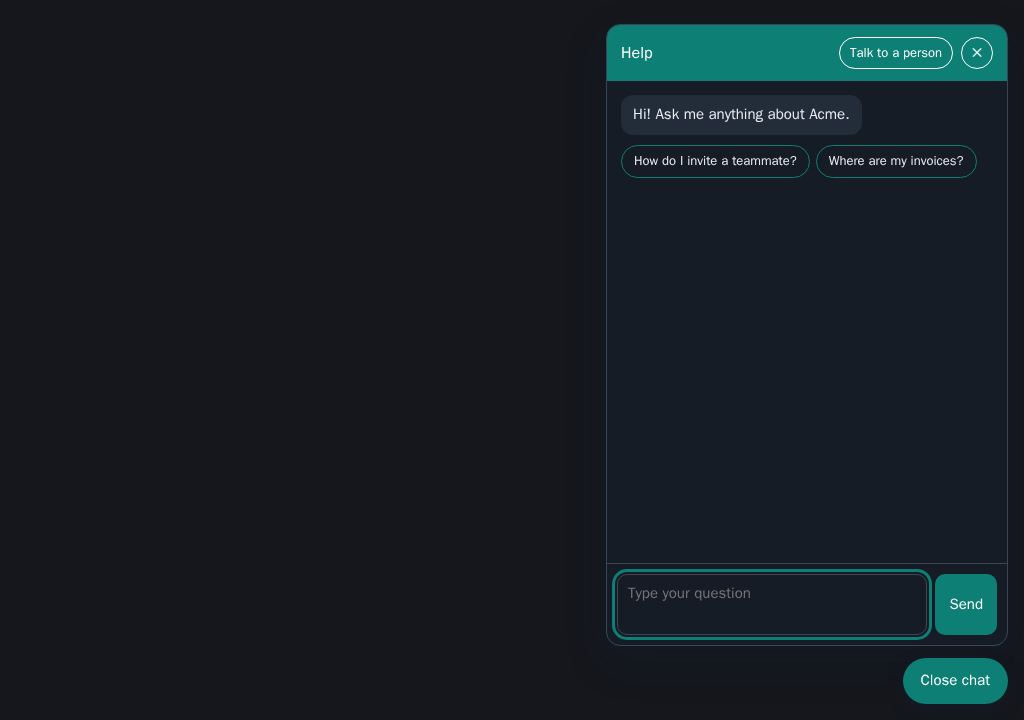 Help
Talk to a person
✕
Hi! Ask me anything about Acme.
How do I invite a teammate?
Where are my invoices?
Type your question
Send
Close chat